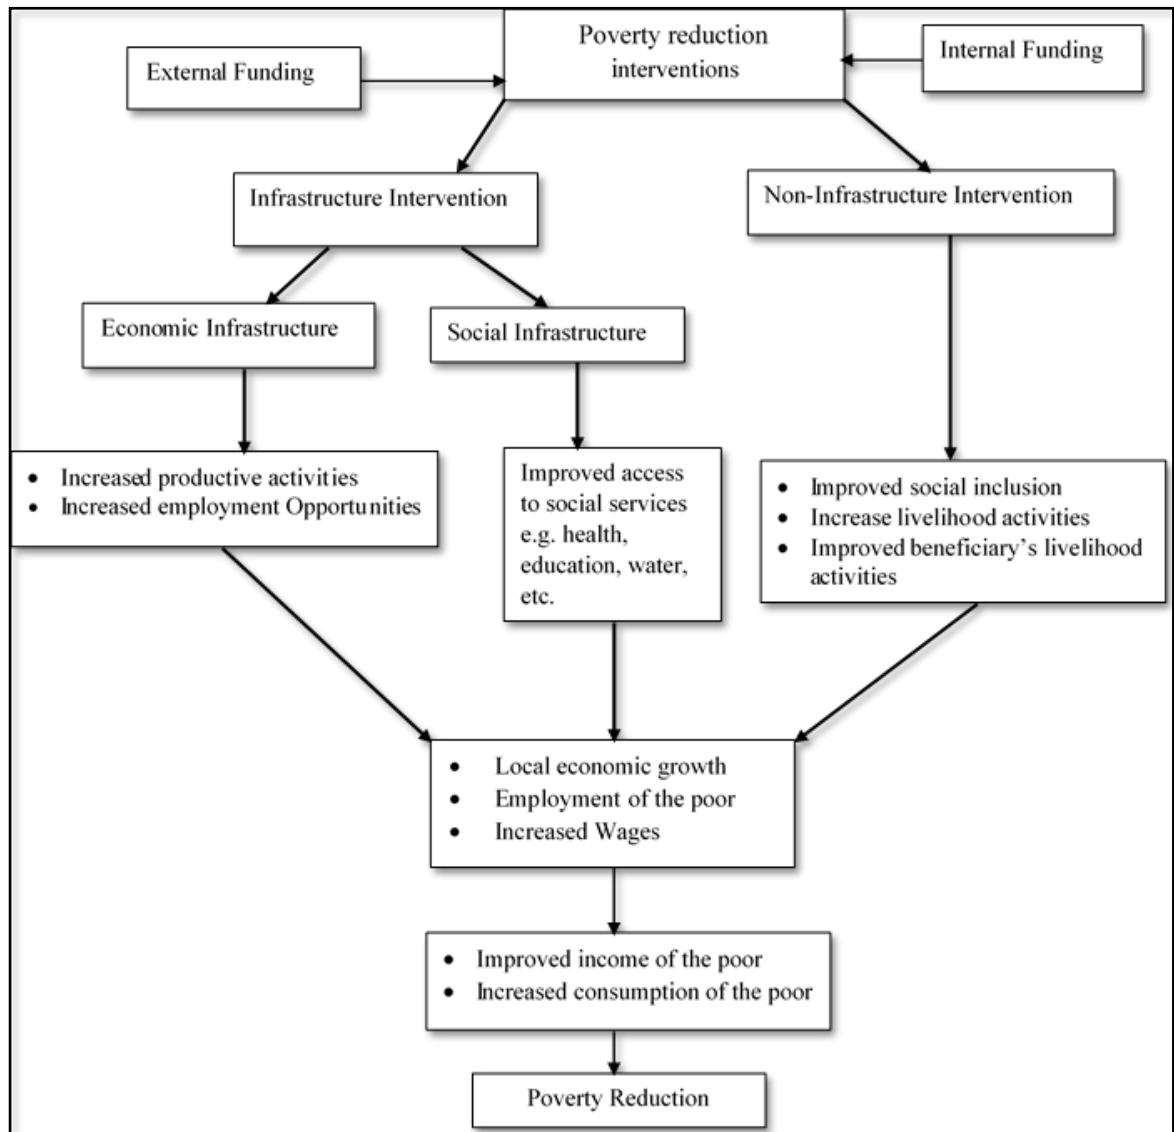 Poverty reduction
interventions
External Funding
Internal Funding
Infrastructure Intervention
Non-Infrastructure Intervention
Economic Infrastructure
Social Infrastructure
• Increased productive activities
• Increased employment Opportunities
Improved access
to social services
e.g. health,
education, water,
etc.
• Improved social inclusion
• Increase livelihood activities
• Improved beneficiary's livelihood
activities
• Local economic growth
• Employment of the poor
• Increased Wages
• Improved income of the poor
• Increased consumption of the poor
Poverty Reduction